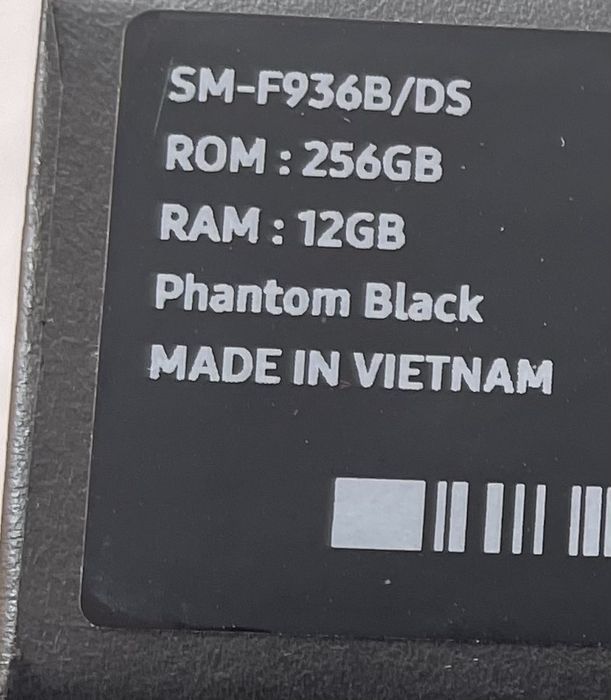 SM-F936B/DS
ROM : 256GB
RAM : 12GB
Phantom Black
MADE IN VIETNAM